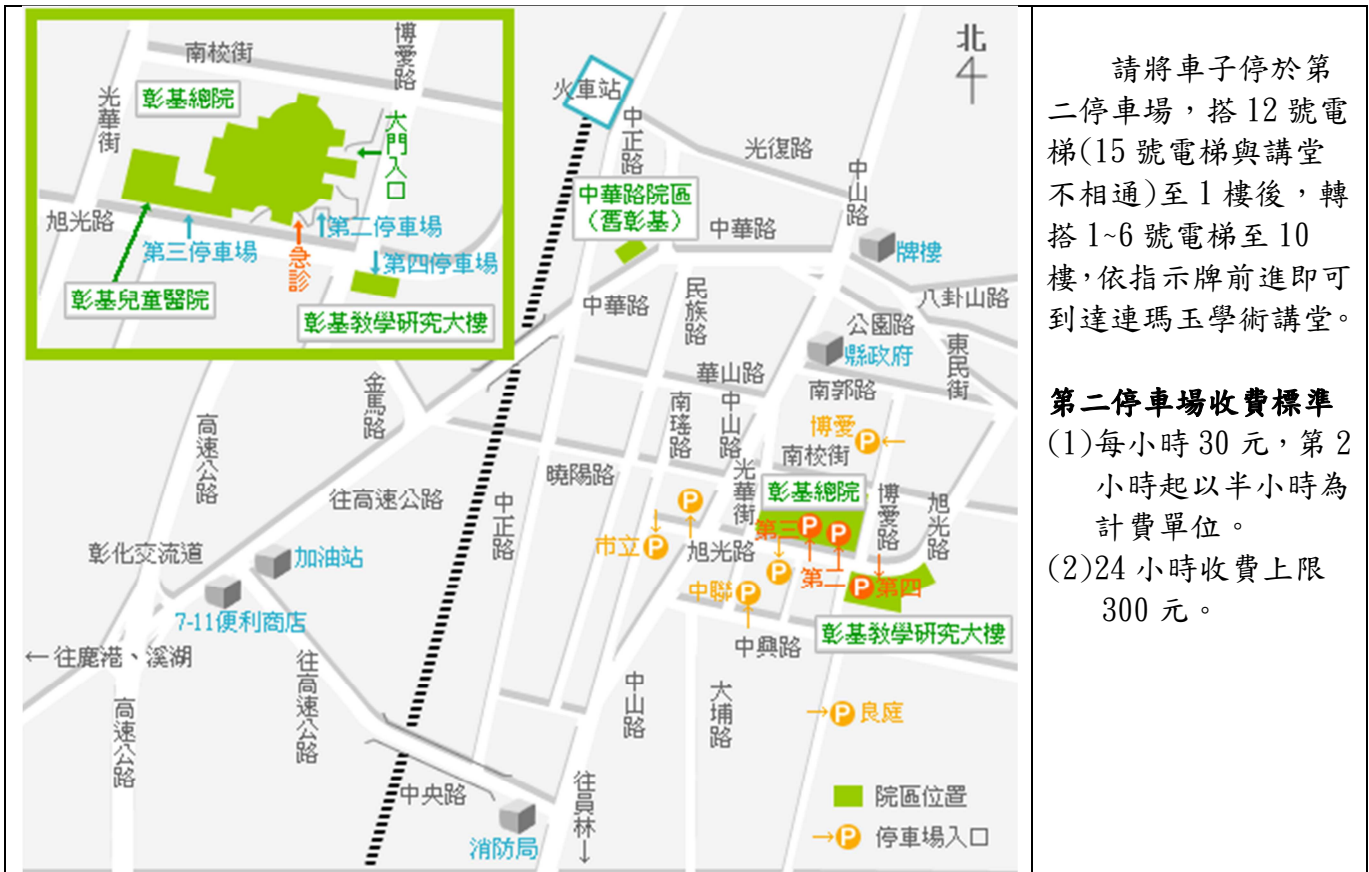 南校街
博愛路
光華街
彰基總院
大門入口
旭光路
第二停車場
第三停車場
急診
第四停車場
彰基兒童醫院
彰基教學研究大樓
北
火車站
中正路
光復路
中山路
中華路院區
(舊彰基)
中華路
牌樓
中華路
民族路
八卦山路
公園路
縣政府
東民街
華山路
南郭路
金馬路
南瑤路
中山路
博愛
高速公路
南校街
曉陽路
光華街
彰基總院
博愛路
旭光路
往高速公路
中正路
P
P
市立P
旭光路
第三P
P
第二
P
P第四
中聯P
彰化交流道
加油站
7-11便利商店
中興路
彰基教學研究大樓
←往鹿港、溪湖
往高速公路
高速公路
中山路
大埔路
→P良庭
中央路
往員林↓
消防局
院區位置
→P 停車場入口
請將車子停於第
二停車場,搭 12 號電
梯(15 號電梯與講堂
不相通)至 1 樓後,轉
搭 1~6 號電梯至 10
樓,依指示牌前進即可
到達連瑪玉學術講堂。
第二停車場收費標準
(1)每小時 30 元,第 2
小時起以半小時為
計費單位。
(2)24 小時收費上限
300 元。